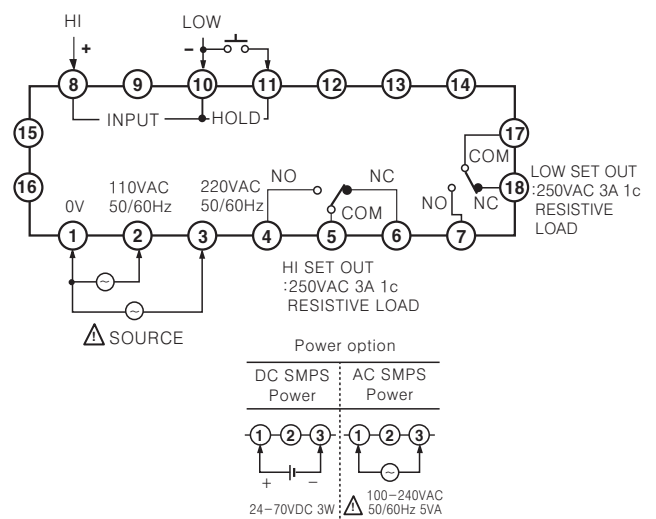 HI
LOW
+
−
8
9
10
11
12
13
14
INPUT
HOLD
15
16
17
18
COM
NO
NC
LOW SET OUT
:250VAC 3A 1c
RESISTIVE
LOAD
0V
110VAC
50/60Hz
220VAC
50/60Hz
NO
NC
COM
1
2
3
4
5
6
7
HI SET OUT
:250VAC 3A 1c
RESISTIVE LOAD
~
~
! SOURCE
Power option
DC SMPS
Power
AC SMPS
Power
1 2 3
1 2 3
+ −
~
24−70VDC 3W
! 100−240VAC
50/60Hz 5VA